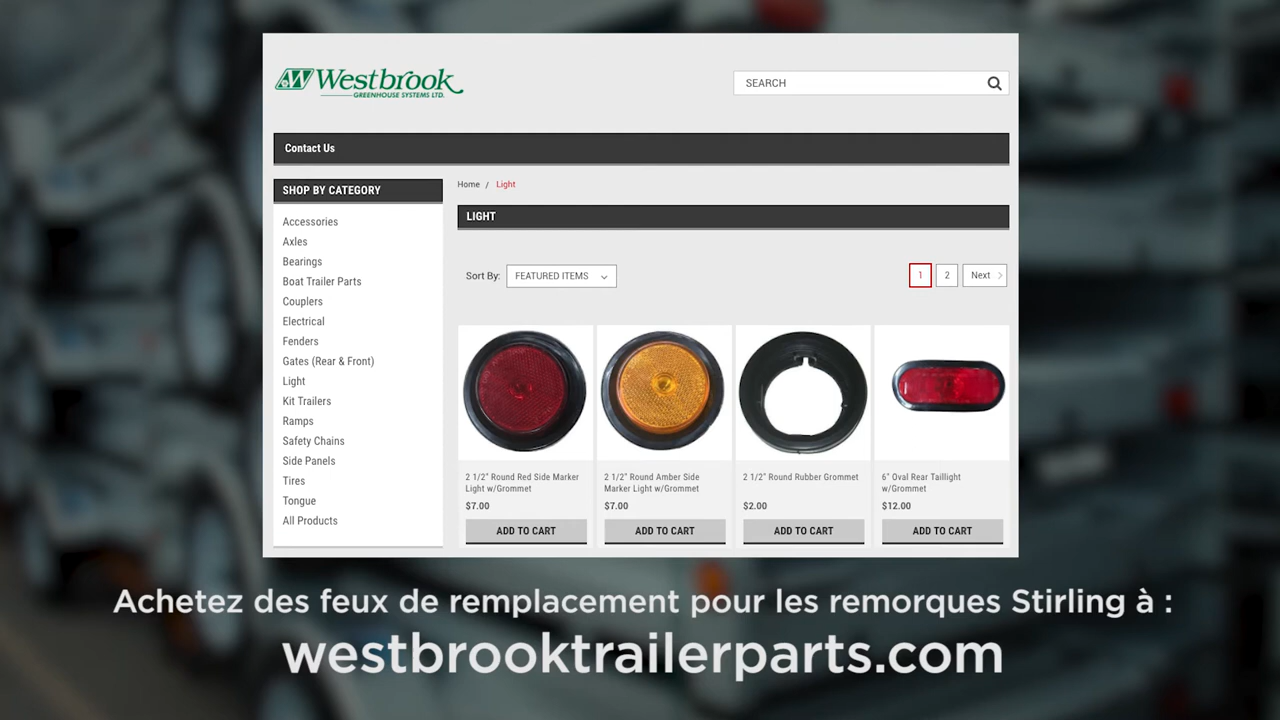 Westbrook
GREENHOUSE SYSTEMS LTD.
SEARCH
Contact Us
SHOP BY CATEGORY
Accessories
Axles
Bearings
Boat Trailer Parts
Couplers
Electrical
Fenders
Gates (Rear & Front)
Light
Kit Trailers
Ramps
Safety Chains
Side Panels
Tires
Tongue
All Products
Home / Light
LIGHT
Sort By: FEATURED ITEMS
1 2 Next
2 1/2" Round Red Side Marker
Light w/Grommet
$7.00
ADD TO CART
2 1/2" Round Amber Side
Marker Light w/Grommet
$7.00
ADD TO CART
2 1/2" Round Rubber Grommet
$2.00
ADD TO CART
6" Oval Rear Taillight
w/Grommet
$12.00
ADD TO CART
Achetez des feux de remplacement pour les remorques Stirling à :
westbrooktrailerparts.com